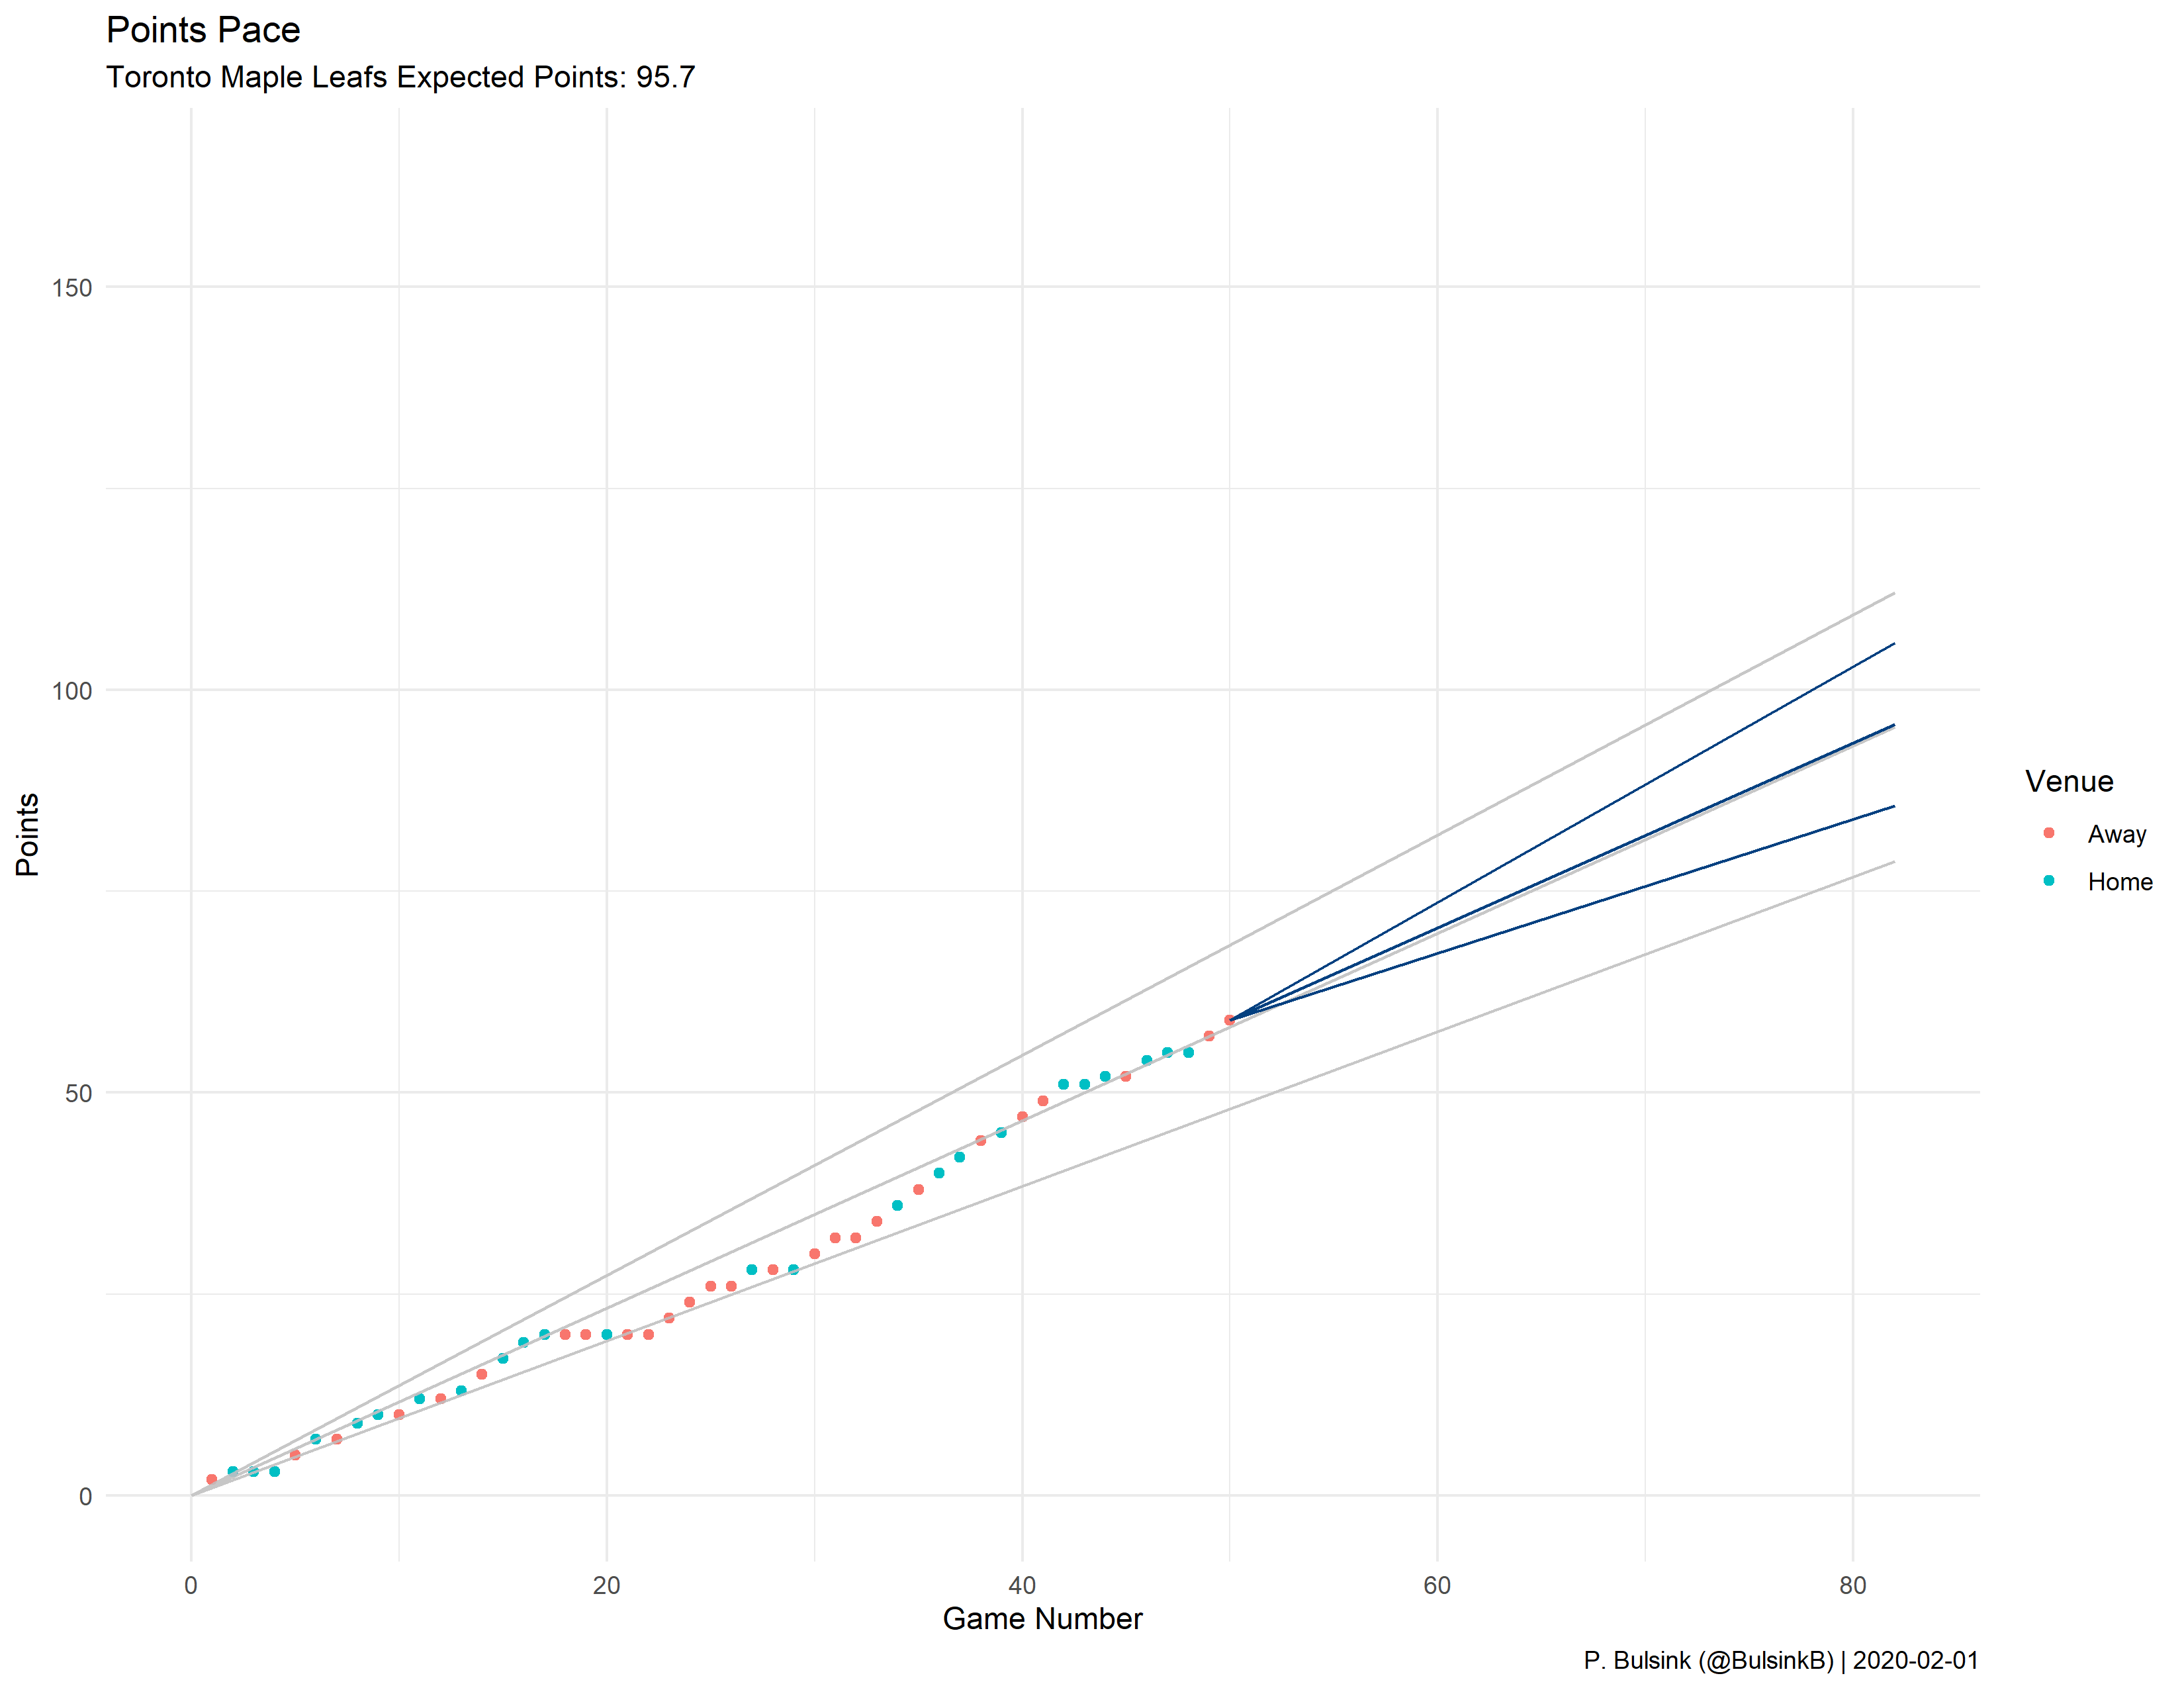 Points Pace
Toronto Maple Leafs Expected Points: 95.7
150
100
50
0
Points
0 20 40 60 80
Game Number
Venue
Away
Home
P. Bulsink (@BulsinkB) | 2020-02-01